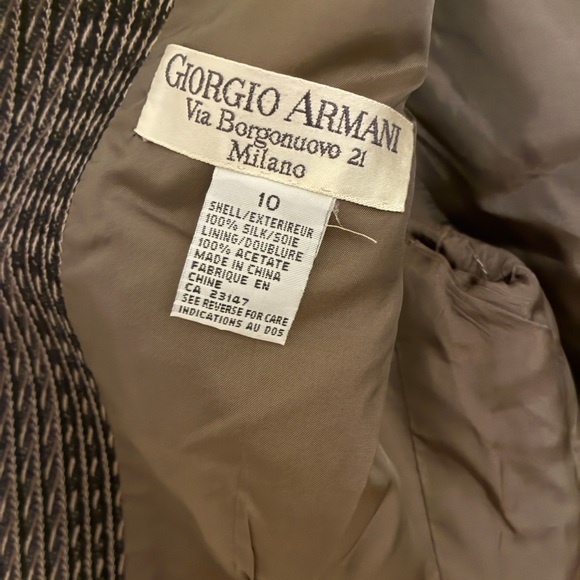 GIORGIO ARMANI
Via Borgonuovo 21
Milano
10
SHELL/EXTERIREUR
100% SILK/SOIE
LINING/DOUBLURE
100% ACETATE
MADE IN CHINA
FABRIQUE EN
CHINE
CA 23147
SEE REVERSE FOR CARE
INDICATIONS AU DOS